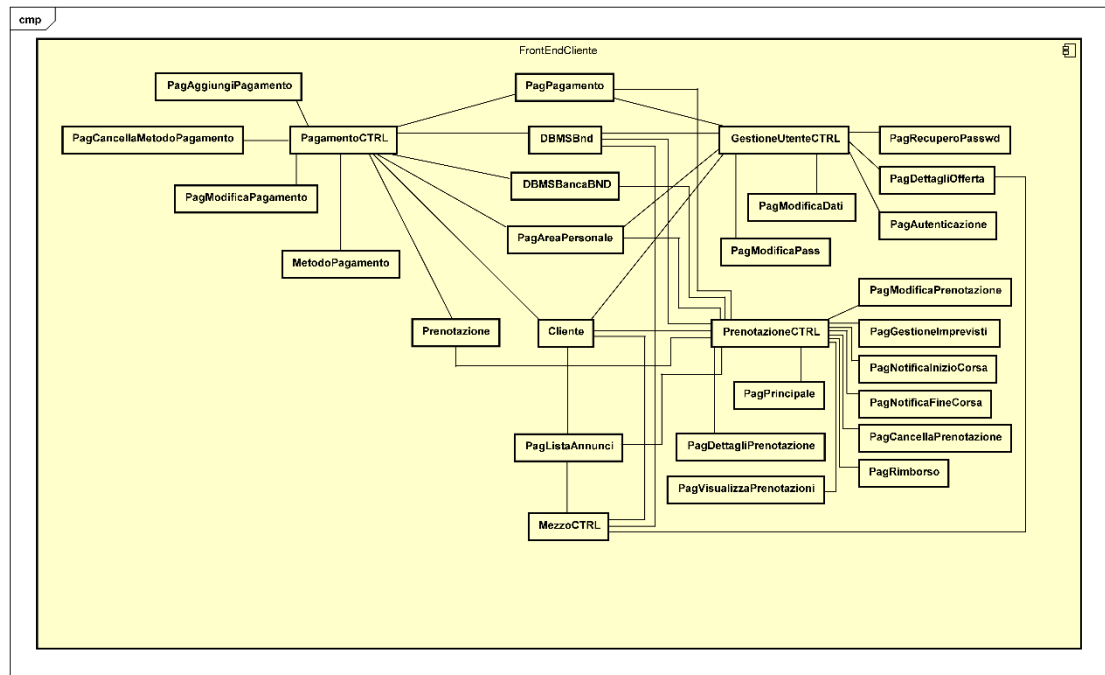 cmp
FrontEndCliente
PagAggiungiPagamento
PagPagamento
PagCancellaMetodoPagamento
PagamentoCTRL
DBMSBnd
GestioneUtenteCTRL
PagRecuperoPasswd
PagModificaPagamento
DBMSBancaBND
PagDettagliOfferta
PagModificaDati
PagAutenticazione
PagAreaPersonale
PagModificaPass
MetodoPagamento
PagModificaPrenotazione
Prenotazione
Cliente
PrenotazioneCTRL
PagGestioneImprevisti
PagNotificaInizioCorsa
PagPrincipale
PagNotificaFineCorsa
PagListaAnnunci
PagDettagliPrenotazione
PagCancellaPrenotazione
PagRimborso
PagVisualizzaPrenotazioni
MezzoCTRL